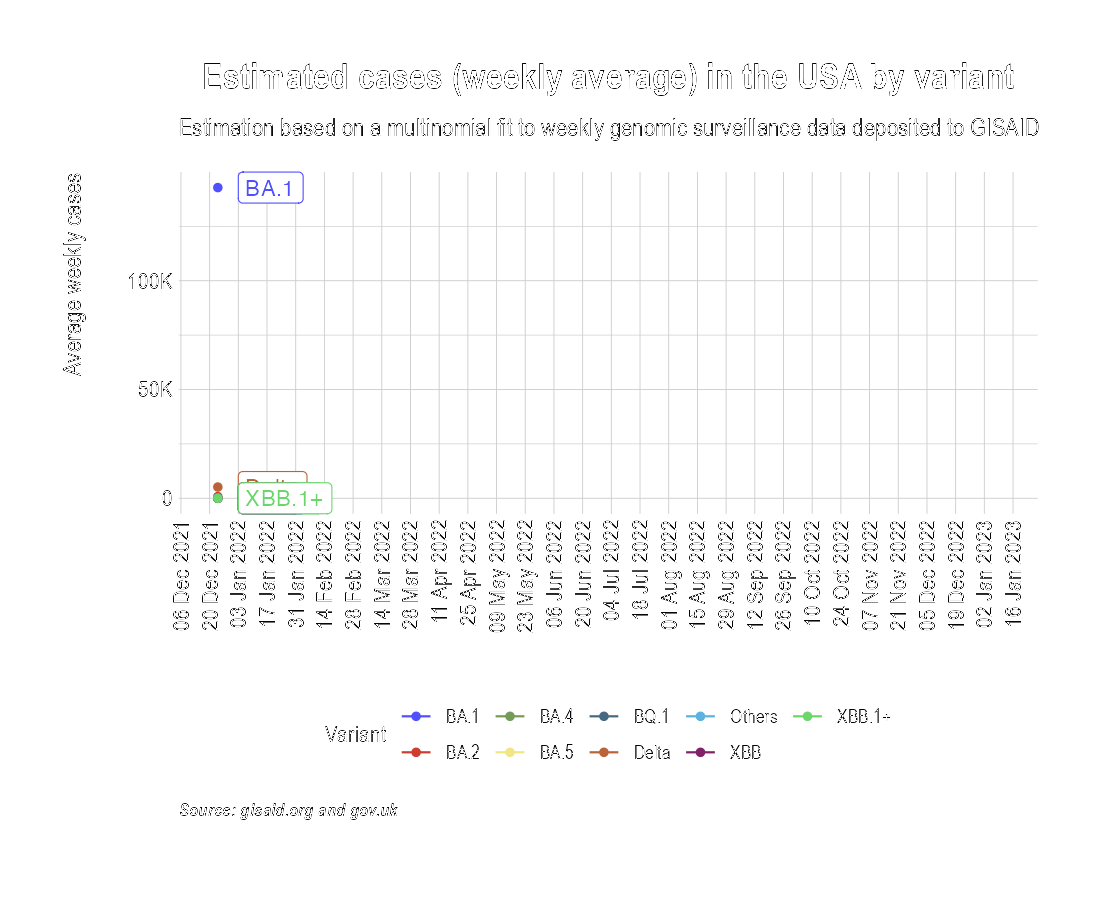 Estimated cases (weekly average) in the USA by variant
Estimation based on a multinomial fit to weekly genomic surveillance data deposited to GISAID
Average weekly cases
100K
50K
0
BA.1
XBB.1+
06 Dec 2021
20 Dec 2021
03 Jan 2022
17 Jan 2022
31 Jan 2022
14 Feb 2022
28 Feb 2022
14 Mar 2022
28 Mar 2022
11 Apr 2022
25 Apr 2022
09 May 2022
23 May 2022
06 Jun 2022
20 Jun 2022
04 Jul 2022
18 Jul 2022
01 Aug 2022
15 Aug 2022
29 Aug 2022
12 Sep 2022
26 Sep 2022
10 Oct 2022
24 Oct 2022
07 Nov 2022
21 Nov 2022
05 Dec 2022
19 Dec 2022
02 Jan 2023
16 Jan 2023
Variant
BA.1 BA.4 BQ.1 Others XBB.1+
BA.2 BA.5 Delta XBB
Source: gisaid.org and gov.uk